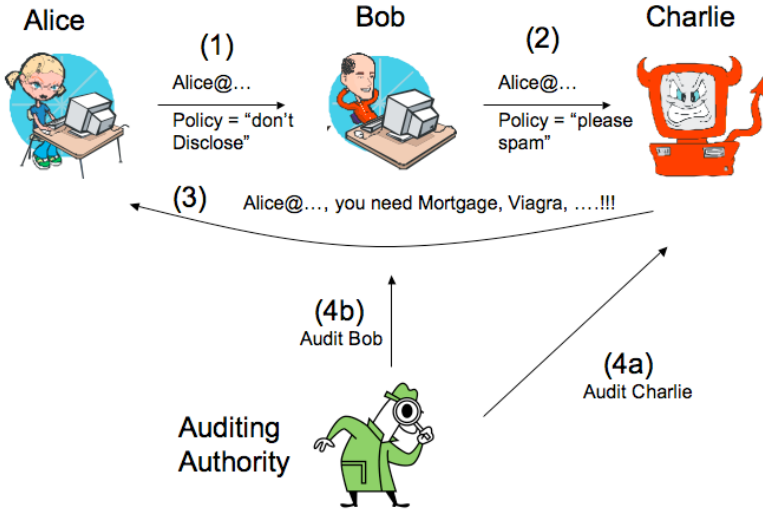 Alice
Bob
Charlie
(1)
(2)
Alice@...
Alice@...
Policy = “don’t
Disclose”
Policy = “please
spam”
(3)
Alice@..., you need Mortgage, Viagra, ....!!!
(4b)
Audit Bob
(4a)
Audit Charlie
Auditing
Authority